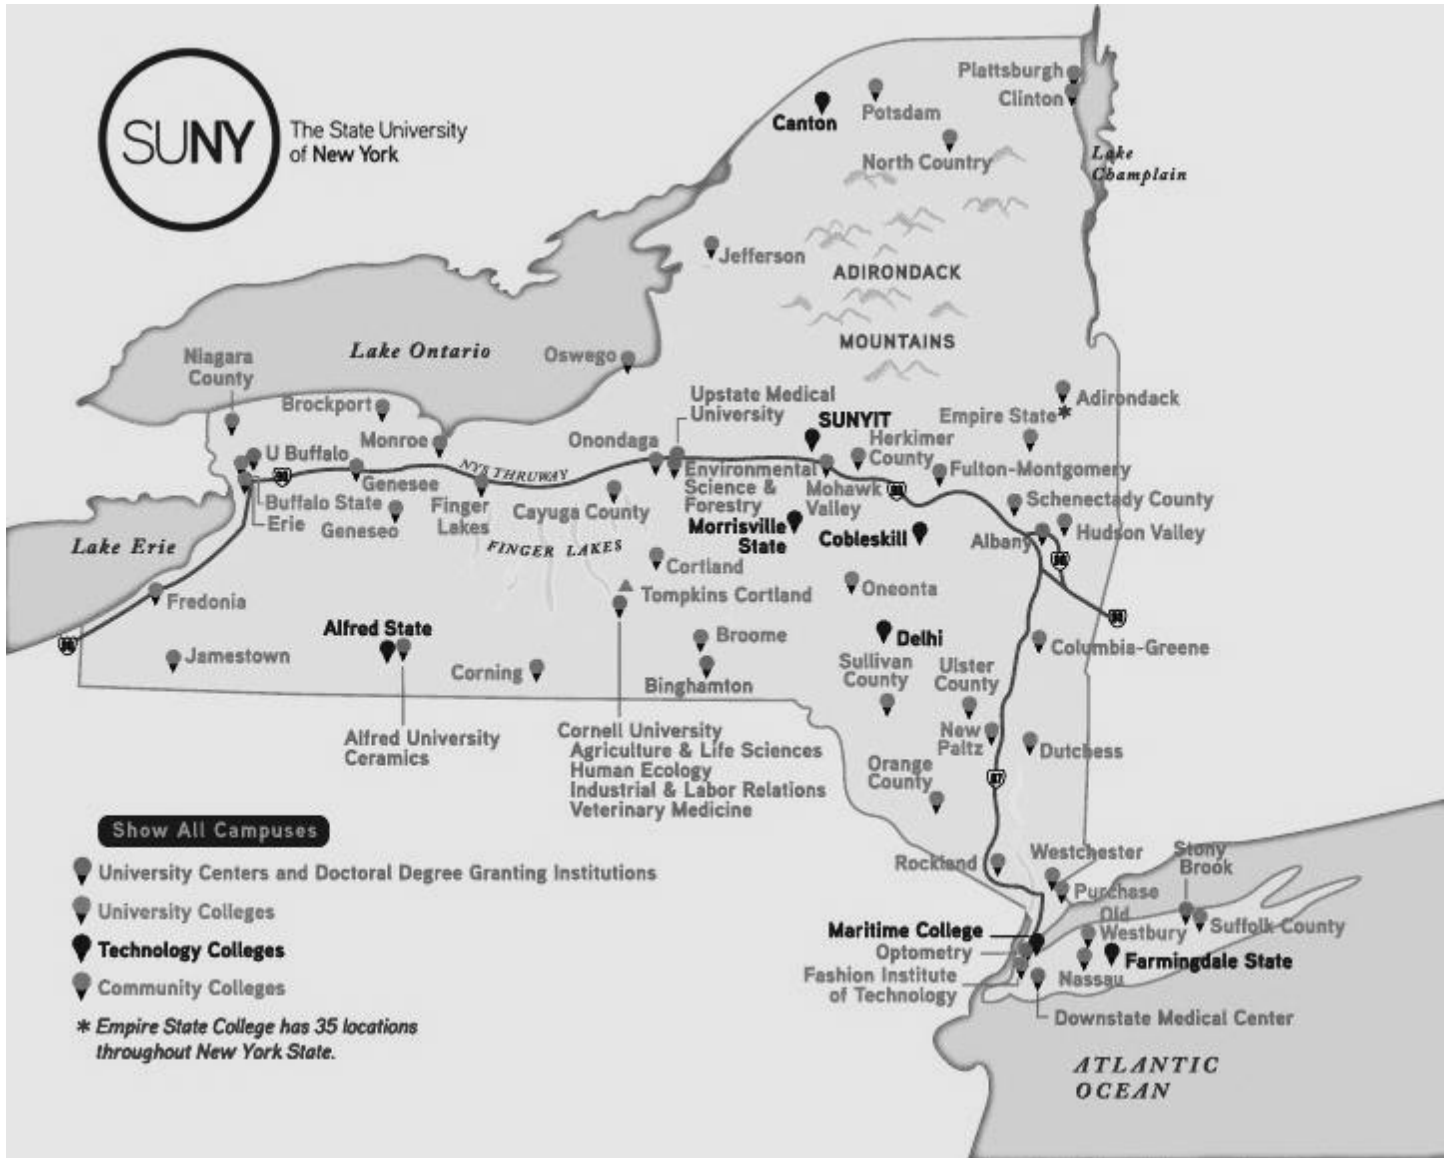 SUNY
The State University
of New York
Plattsburgh
Clinton
Canton
Potsdam
North Country
Lake
Champlain
Jefferson
ADIRONDACK
MOUNTAINS
Lake Ontario
Oswego
Niagara
County
Brockport
Monroe
Onondaga
Upstate Medical
University
SUNYIT
Herkimer
County
Empire State*
Adirondack
U Buffalo
90
Genesee
NYS THRUWAY
Buffalo State
Erie
Geneseo
Finger
Lakes
Cayuga County
Environmental
Science &
Forestry
Mohawk
Valley
Fulton-Montgomery
Schenectady County
Hudson Valley
Albany
Morrisville
State
Cobleskill
Lake Erie
FINGER LAKES
Cortland
Tompkins Cortland
Oneonta
Fredonia
Jamestown
Alfred State
Corning
Broome
Binghamton
Delhi
Columbia-Greene
Sullivan
County
Ulster
County
New
Paltz
Dutchess
87
Orange
County
Alfred University
Ceramics
Cornell University
Agriculture & Life Sciences
Human Ecology
Industrial & Labor Relations
Veterinary Medicine
Rockland
Westchester
Purchase
Stony
Brook
Old
Westbury
Suffolk County
Maritime College
Optometry
Fashion Institute
of Technology
Nassau
Farmingdale State
Downstate Medical Center
ATLANTIC
OCEAN
Show All Campuses
University Centers and Doctoral Degree Granting Institutions
University Colleges
Technology Colleges
Community Colleges
* Empire State College has 35 locations
throughout New York State.